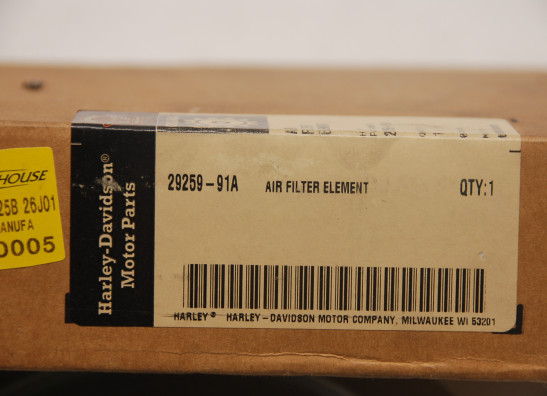 HOUSE
25B 26J01
ANUFA
0005
Harley-Davidson®
Motor Parts
29259-91A AIR FILTER ELEMENT QTY:1
HARLEY® HARLEY-DAVIDSON MOTOR COMPANY, MILWAUKEE WI 53201